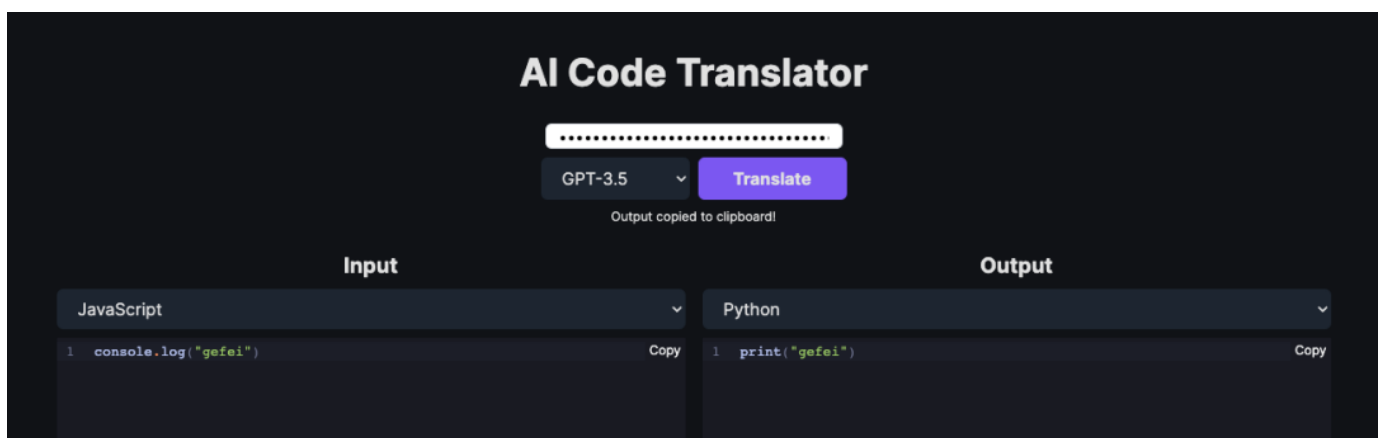 AI Code Translator
GPT-3.5
Translate
Output copied to clipboard!
Input
Output
JavaScript
Python
1 console.log("gefei")
Copy
1 print("gefei")
Copy